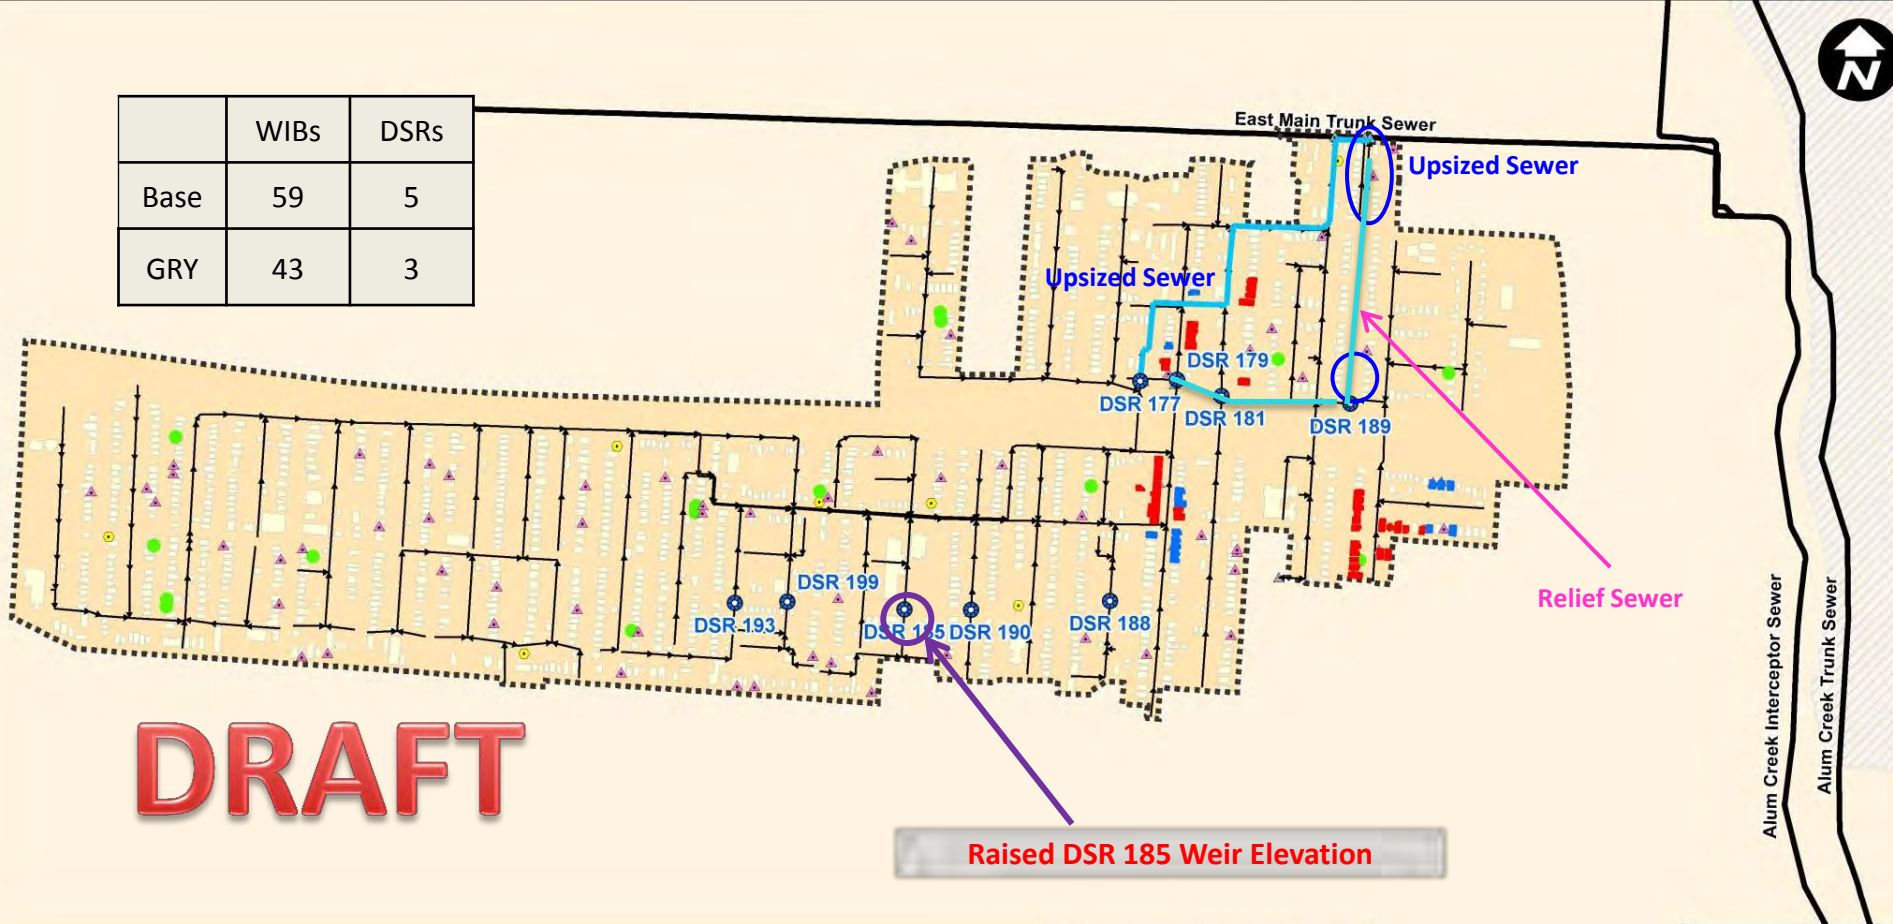 N
WIBs DSRs
Base 59 5
GRY 43 3
East Main Trunk Sewer
Upsized Sewer
Upsized Sewer
DSR 179
DSR 177
DSR 181
DSR 189
DSR 199
DSR 193
DSR 185
DSR 190
DSR 188
Relief Sewer
Alum Creek Interceptor Sewer
Alum Creek Trunk Sewer
DRAFT
Raised DSR 185 Weir Elevation